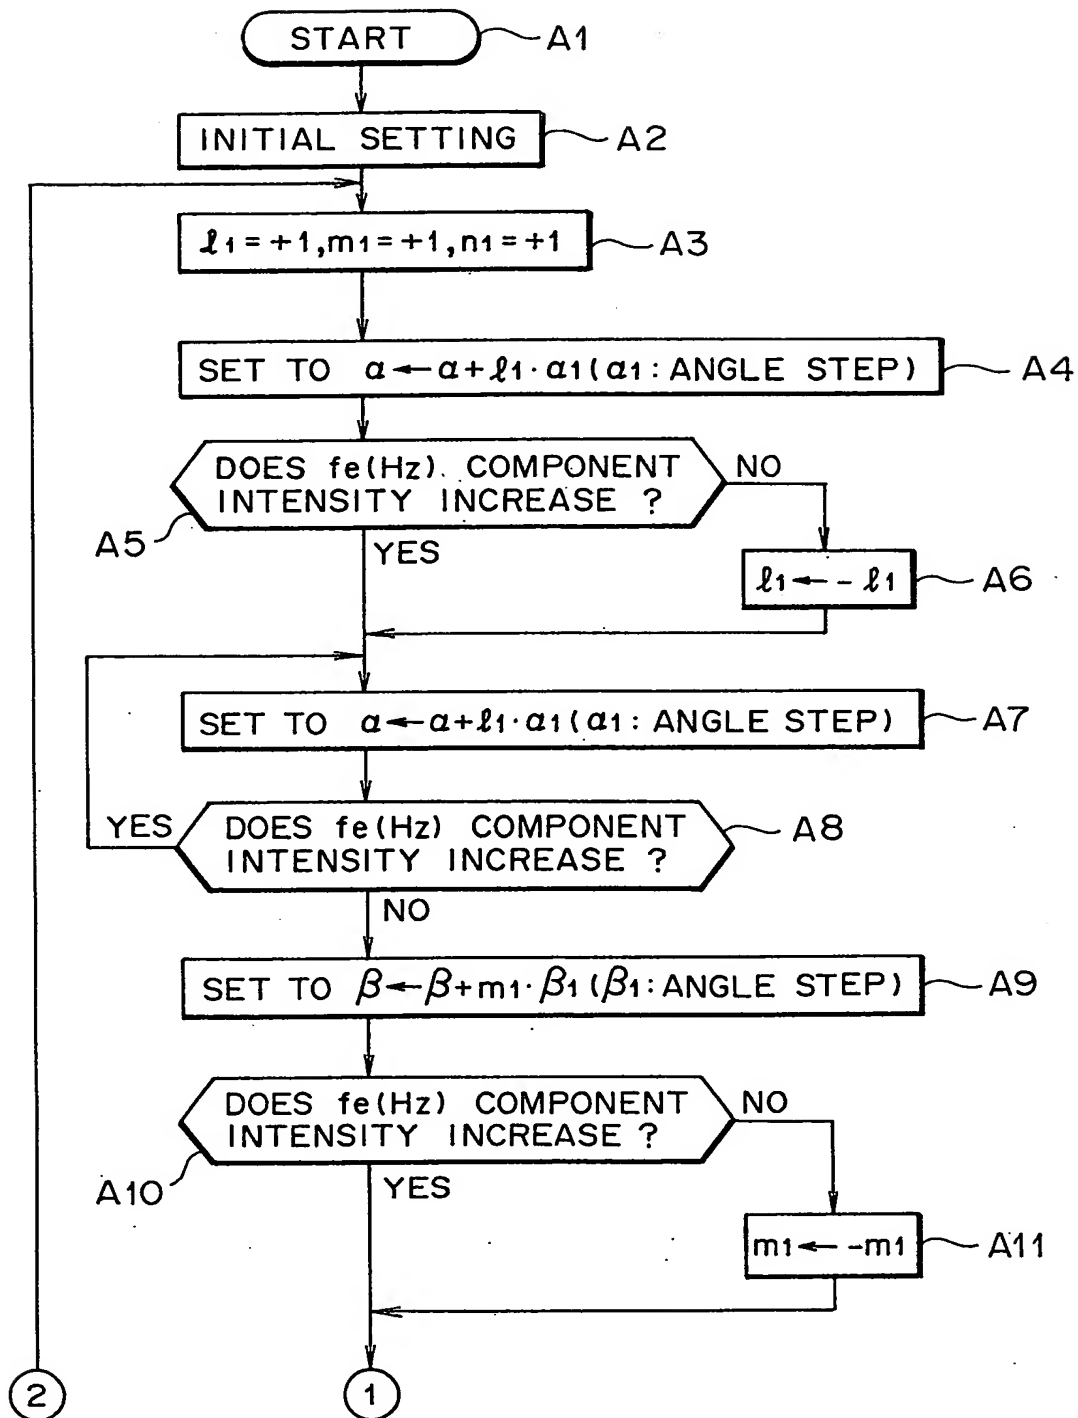 START
A1
INITIAL SETTING
A2
ℓ1=+1,m1=+1,n1=+1
A3
SET TO α←α+ℓ1·α1(α1:ANGLE STEP)
A4
DOES fe(Hz). COMPONENT
INTENSITY INCREASE ?
NO
A5
YES
ℓ1←-ℓ1
A6
SET TO α←α+ℓ1·α1(α1:ANGLE STEP)
A7
YES
DOES fe(Hz) COMPONENT
INTENSITY INCREASE ?
A8
NO
SET TO β←β+m1·β1(β1:ANGLE STEP)
A9
DOES fe(Hz) COMPONENT
INTENSITY INCREASE ?
NO
A10
YES
m1←-m1
A11
2
1